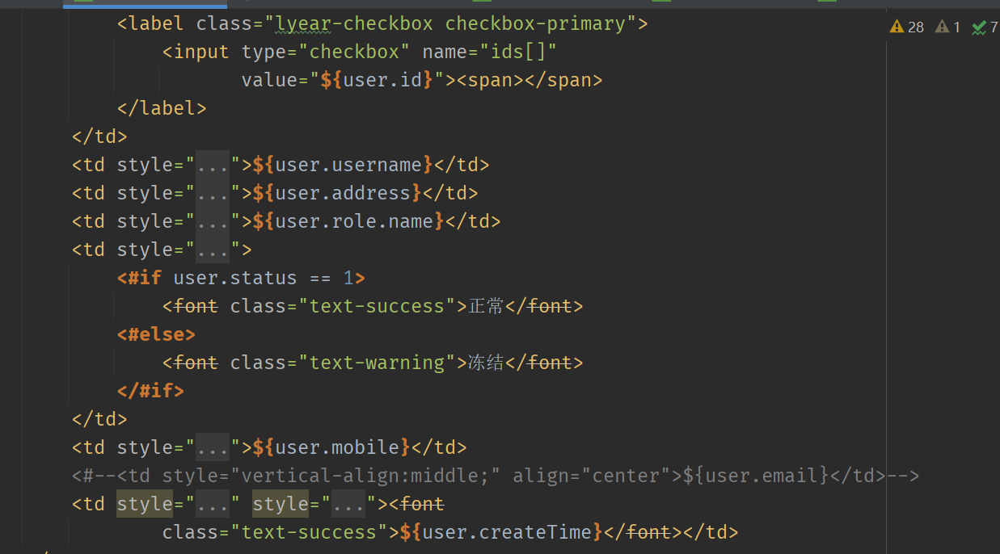 <label class="lyear-checkbox checkbox-primary">
28 1 7
<input type="checkbox" name="ids[]"
value="${user.id}"><span></span>
</label>
</td>
<td style="...">${user.username}</td>
<td style="...">${user.address}</td>
<td style="...">${user.role.name}</td>
<td style="...">
<#if user.status == 1>
<font class="text-success">正常</font>
<#else>
<font class="text-warning">冻结</font>
</#if>
</td>
<td style="...">${user.mobile}</td>
<#--<td style="vertical-align:middle;" align="center">${user.email}</td>-->
<td style="..." style="..."><font
class="text-success">${user.createTime}</font></td>